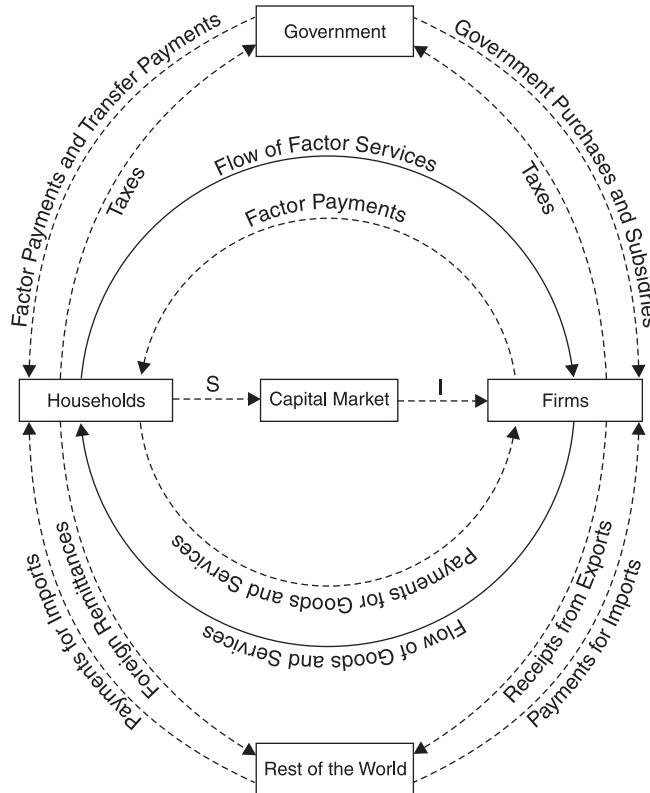 Government
Factor Payments and Transfer Payments
Government Purchases and Subsidries
Taxes
Taxes
Flow of Factor Services
Factor Payments
Households
S
Capital Market
I
Firms
Payments for Goods and Services
Flow of Goods and Services
Payments for Imports
Foreign Remittances
Receipts from Exports
Payments for Imports
Rest of the World